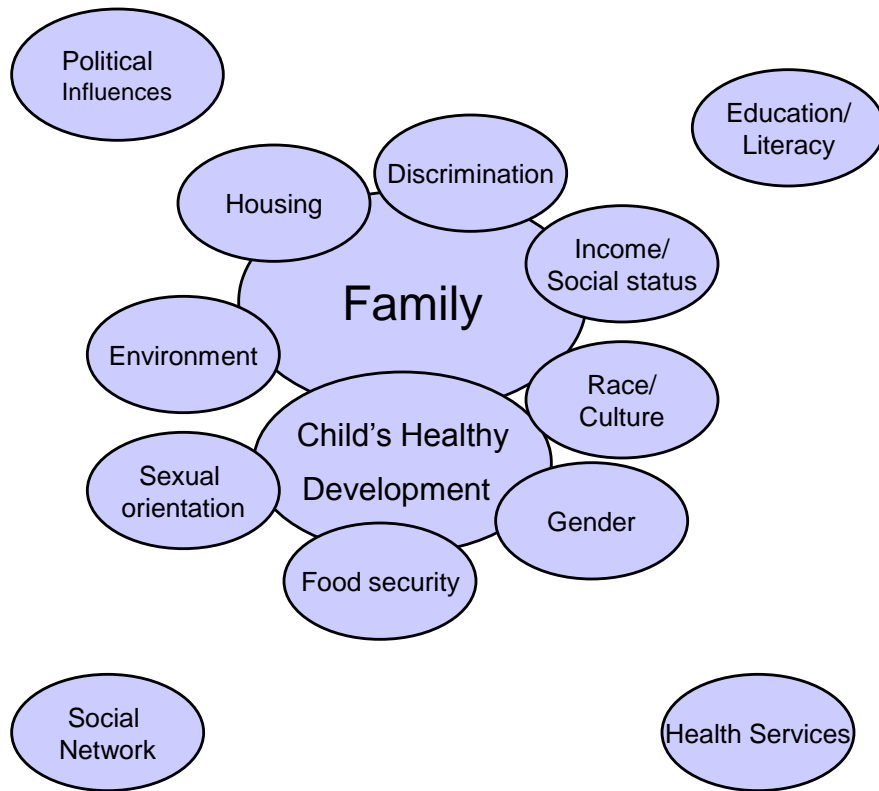 Political
Influences
Education/
Literacy
Discrimination
Housing
Income/
Social status
Family
Environment
Race/
Culture
Child’s Healthy
Development
Sexual
orientation
Gender
Food security
Social
Network
Health Services